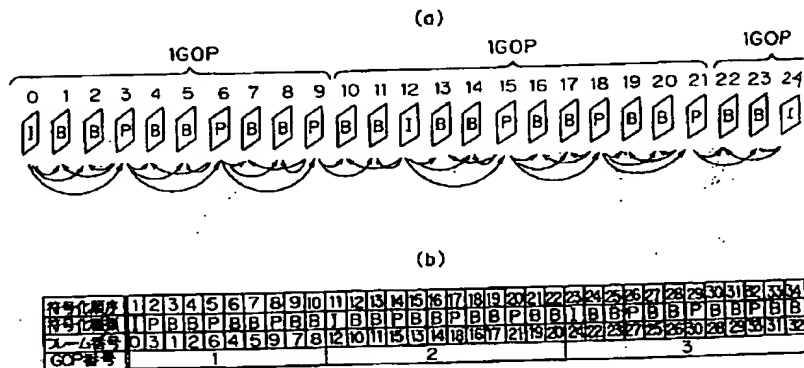 (a)
1GOP 1GOP 1GOP
0 1 2 3 4 5 6 7 8 9 10 11 12 13 14 15 16 17 18 19 20 21 22 23 24
I B B P B B P B B P B B I B B P B B P B B P B B I
(b)
符号化順序 1 2 3 4 5 6 7 8 9 10 11 12 13 14 15 16 17 18 19 20 21 22 23 24 25 26 27 28 29 30 31 32 33 34
符号化種類 I P B B P B B P B B I B B P B B P B B P B B I B B P B B P B B P B B
フレーム番号 0 3 1 2 6 4 5 9 7 8 12 10 11 15 13 14 18 16 17 21 19 20 24 22 23 27 25 26 30 28 29 33 31 32
GOP番号 1 2 3